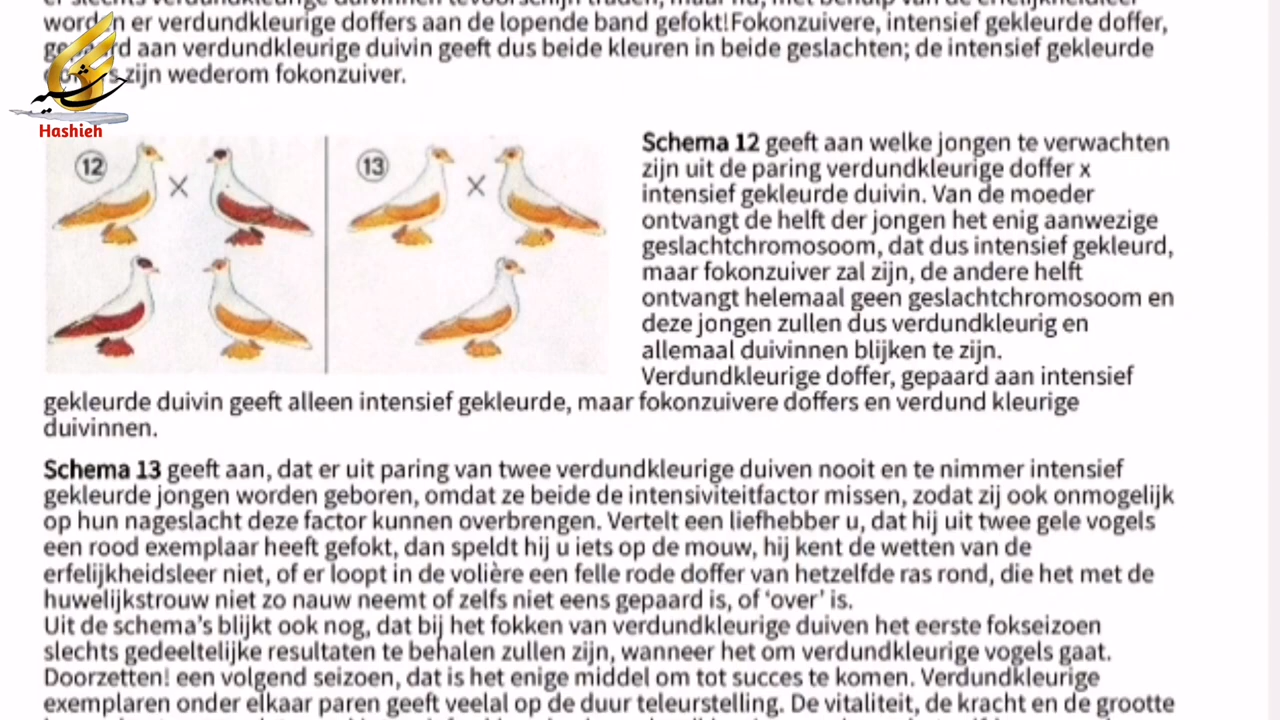 worden er verdundkleurige doffers aan de lopende band gefokt!Fokonzuivere, intensief gekleurde doffer,
aan verdundkleurige duivin geeft dus beide kleuren in beide geslachten; de intensief gekleurde
zijn wederom fokonzuiver.
Hashieh
12
13
Schema 12 geeft aan welke jongen te verwachten
zijn uit de paring verdundkleurige doffer x
intensief gekleurde duivin. Van de moeder
ontvangt de helft der jongen het enig aanwezige
geslachtchromosoom, dat dus intensief gekleurd,
maar fokonzuiver zal zijn, de andere helft
ontvangt helemaal geen geslachtchromosoom en
deze jongen zullen dus verdundkleurig en
allemaal duivinnen blijken te zijn.
Verdundkleurige doffer, gepaard aan intensief
gekleurde duivin geeft alleen intensief gekleurde, maar fokonzuivere doffers en verdund kleurige
duivinnen.
Schema 13 geeft aan, dat er uit paring van twee verdundkleurige duiven nooit en te nimmer intensief
gekleurde jongen worden geboren, omdat ze beide de intensiviteitfactor missen, zodat zij ook onmogelijk
op hun nageslacht deze factor kunnen overbrengen. Vertelt een liefhebber u, dat hij uit twee gele vogels
een rood exemplaar heeft gefokt, dan speldt hij u iets op de mouw, hij kent de wetten van de
erfelijkheidsleer niet, of er loopt in de volière een felle rode doffer van hetzelfde ras rond, die het met de
huwelijkstrouw niet zo nauw neemt of zelfs niet eens gepaard is, of ‘over’ is.
Uit de schema’s blijkt ook nog, dat bij het fokken van verdundkleurige duiven het eerste fokseizoen
slechts gedeeltelijke resultaten te behalen zullen zijn, wanneer het om verdundkleurige vogels gaat.
Doorzetten! een volgend seizoen, dat is het enige middel om tot succes te komen. Verdundkleurige
exemplaren onder elkaar paren geeft veelal op de duur teleurstelling. De vitaliteit, de kracht en de grootte